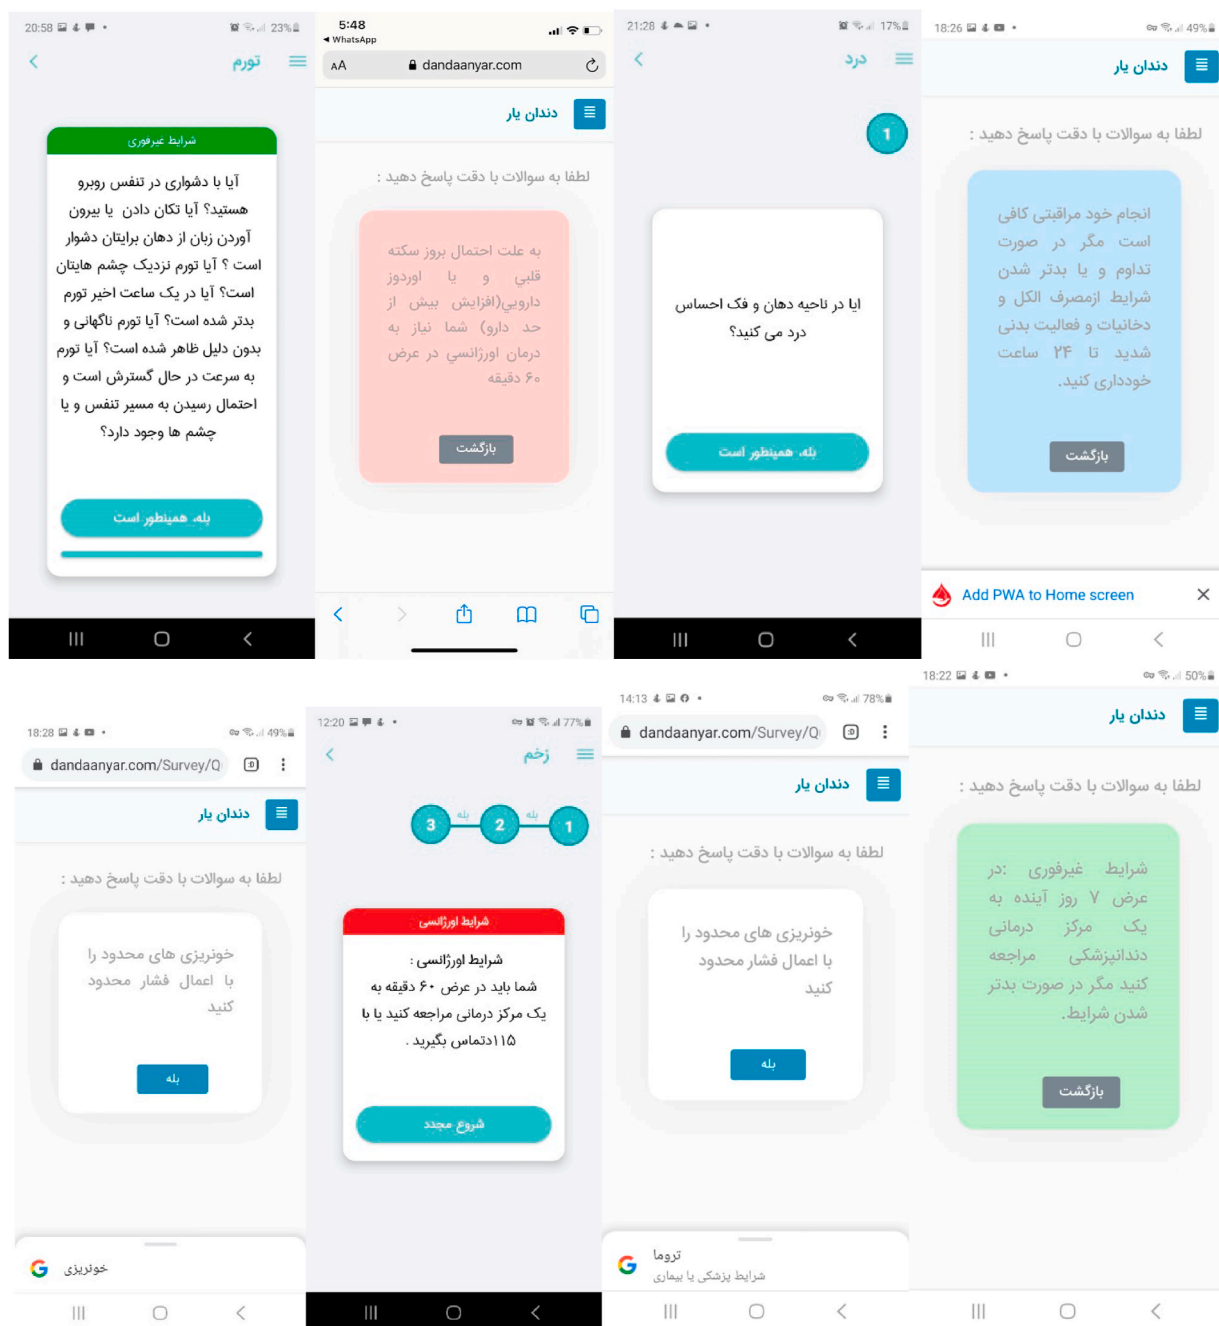 20:58
23%
تورم
شرایط غیرفوری
آیا با دشواری در تنفس روبرو
هستید؟ آیا تکان دادن یا بیرون
آوردن زبان از دهان برایتان دشوار
است ؟ آیا تورم نزدیک چشم هایتان
است؟ آیا در یک ساعت اخیر تورم
بدتر شده است؟ آیا تورم ناگهانی و
بدون دلیل ظاهر شده است؟ آیا تورم
به سرعت در حال گسترش است و
احتمال رسیدن به مسیر تنفس و یا
چشم ها وجود دارد؟
بله، همینطور است
5:48
WhatsApp
AA dandaanyar.com
دندان یار
لطفا به سوالات با دقت پاسخ دهید :
به علت احتمال بروز سکته
قلبي و یا اوردوز
دارويي(افزایش بیش از
حد دارو) شما نیاز به
درمان اورژانسي در عرض
۶۰ دقیقه
بازگشت
21:28
17%
درد
1
ایا در ناحیه دهان و فک احساس
درد می کنید؟
بله، همینطور است
18:26
49%
دندان یار
لطفا به سوالات با دقت پاسخ دهید :
انجام خود مراقبتی کافی
است مگر در صورت
تداوم و یا بدتر شدن
شرایط ازمصرف الکل و
دخانیات و فعالیت بدنی
شدید تا ۲۴ ساعت
خودداری کنید.
بازگشت
Add PWA to Home screen
18:28
49%
dandaanyar.com/Survey/Q
دندان یار
لطفا به سوالات با دقت پاسخ دهید :
خونریزی های محدود را
با اعمال فشار محدود
کنید
بله
خونریزی
12:20
77%
زخم
1 بله 2 بله 3
شرایط اورژانسی
شرایط اورژانسی :
شما باید در عرض ۶۰ دقیقه به
یک مرکز درمانی مراجعه کنید یا با
۱۱۵دتماس بگیرید .
شروع مجدد
14:13
78%
dandaanyar.com/Survey/Q
دندان یار
لطفا به سوالات با دقت پاسخ دهید :
خونریزی های محدود را
با اعمال فشار محدود
کنید
بله
تروما
شرایط پزشکی یا بیماری
18:22
50%
دندان یار
لطفا به سوالات با دقت پاسخ دهید :
شرایط غیرفوری :در
عرض ۷ روز آینده به
یک مرکز درمانی
دندانپزشکی مراجعه
کنید مگر در صورت بدتر
شدن شرایط.
بازگشت